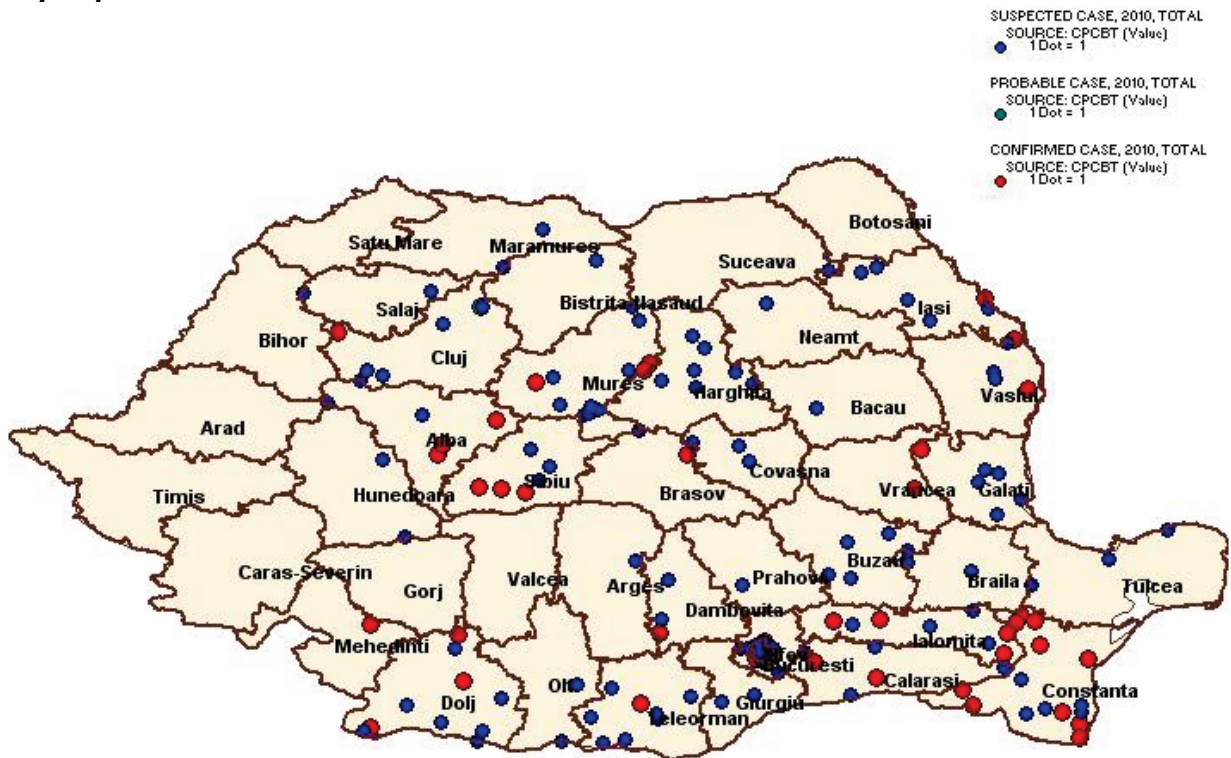 SUSPECTED CASE, 2010, TOTAL
SOURCE: CPCBT (Value)
1 Dot = 1
PROBABLE CASE, 2010, TOTAL
SOURCE: CPCBT (Value)
1 Dot = 1
CONFIRMED CASE, 2010, TOTAL
SOURCE: CPCBT (Value)
1 Dot = 1
Botosani
Satu Mare
Maramures
Suceava
Bistrita-Nasaud
Salaj
Iasi
Bihor
Neamt
Cluj
Mures
Harghita
Vaslui
Bacau
Arad
Alba
Covasna
Sibiu
Timis
Hunedoara
Brasov
Vrancea
Galati
Caras-Severin
Gorj
Valcea
Arges
Prahova
Buzau
Braila
Tulcea
Dambovita
Mehedinti
Ialomita
Bucuresti
Calarasi
Constanta
Dolj
Olt
Teleorman
Giurgiu